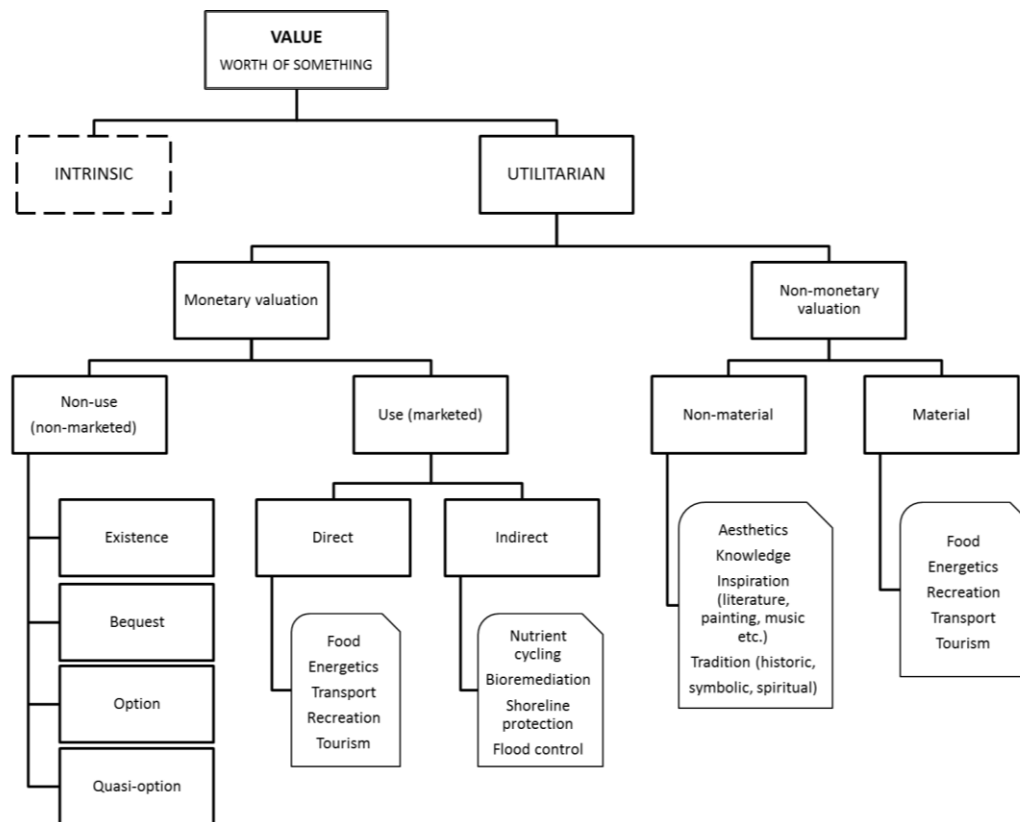 VALUE
WORTH OF SOMETHING
INTRINSIC
UTILITARIAN
Monetary valuation
Non-monetary
valuation
Non-use
(non-marketed)
Use (marketed)
Non-material
Material
Existence
Bequest
Option
Quasi-option
Direct
Indirect
Food
Energetics
Transport
Recreation
Tourism
Nutrient
cycling
Bioremediation
Shoreline
protection
Flood control
Aesthetics
Knowledge
Inspiration
(literature,
painting, music
etc.)
Tradition (historic,
symbolic, spiritual)
Food
Energetics
Recreation
Transport
Tourism